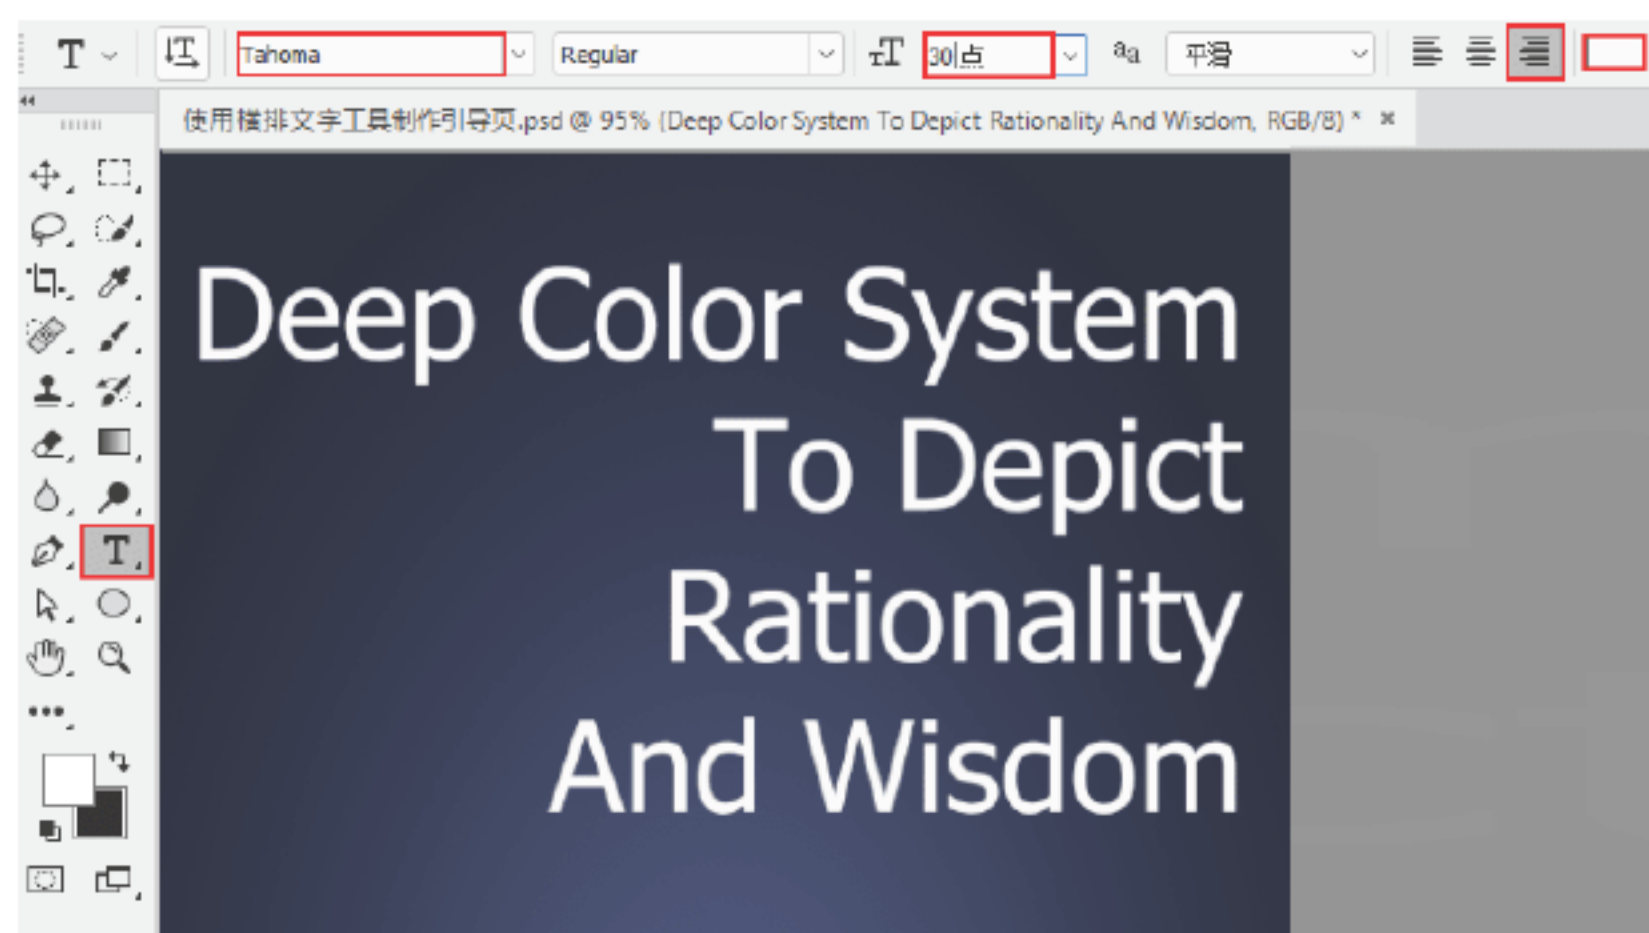 T Tahoma Regular 30点 aa 平滑
使用横排文字工具制作引导页.psd @ 95% (Deep Color System To Depict Rationality And Wisdom, RGB/8) *
Deep Color System
To Depict
Rationality
And Wisdom